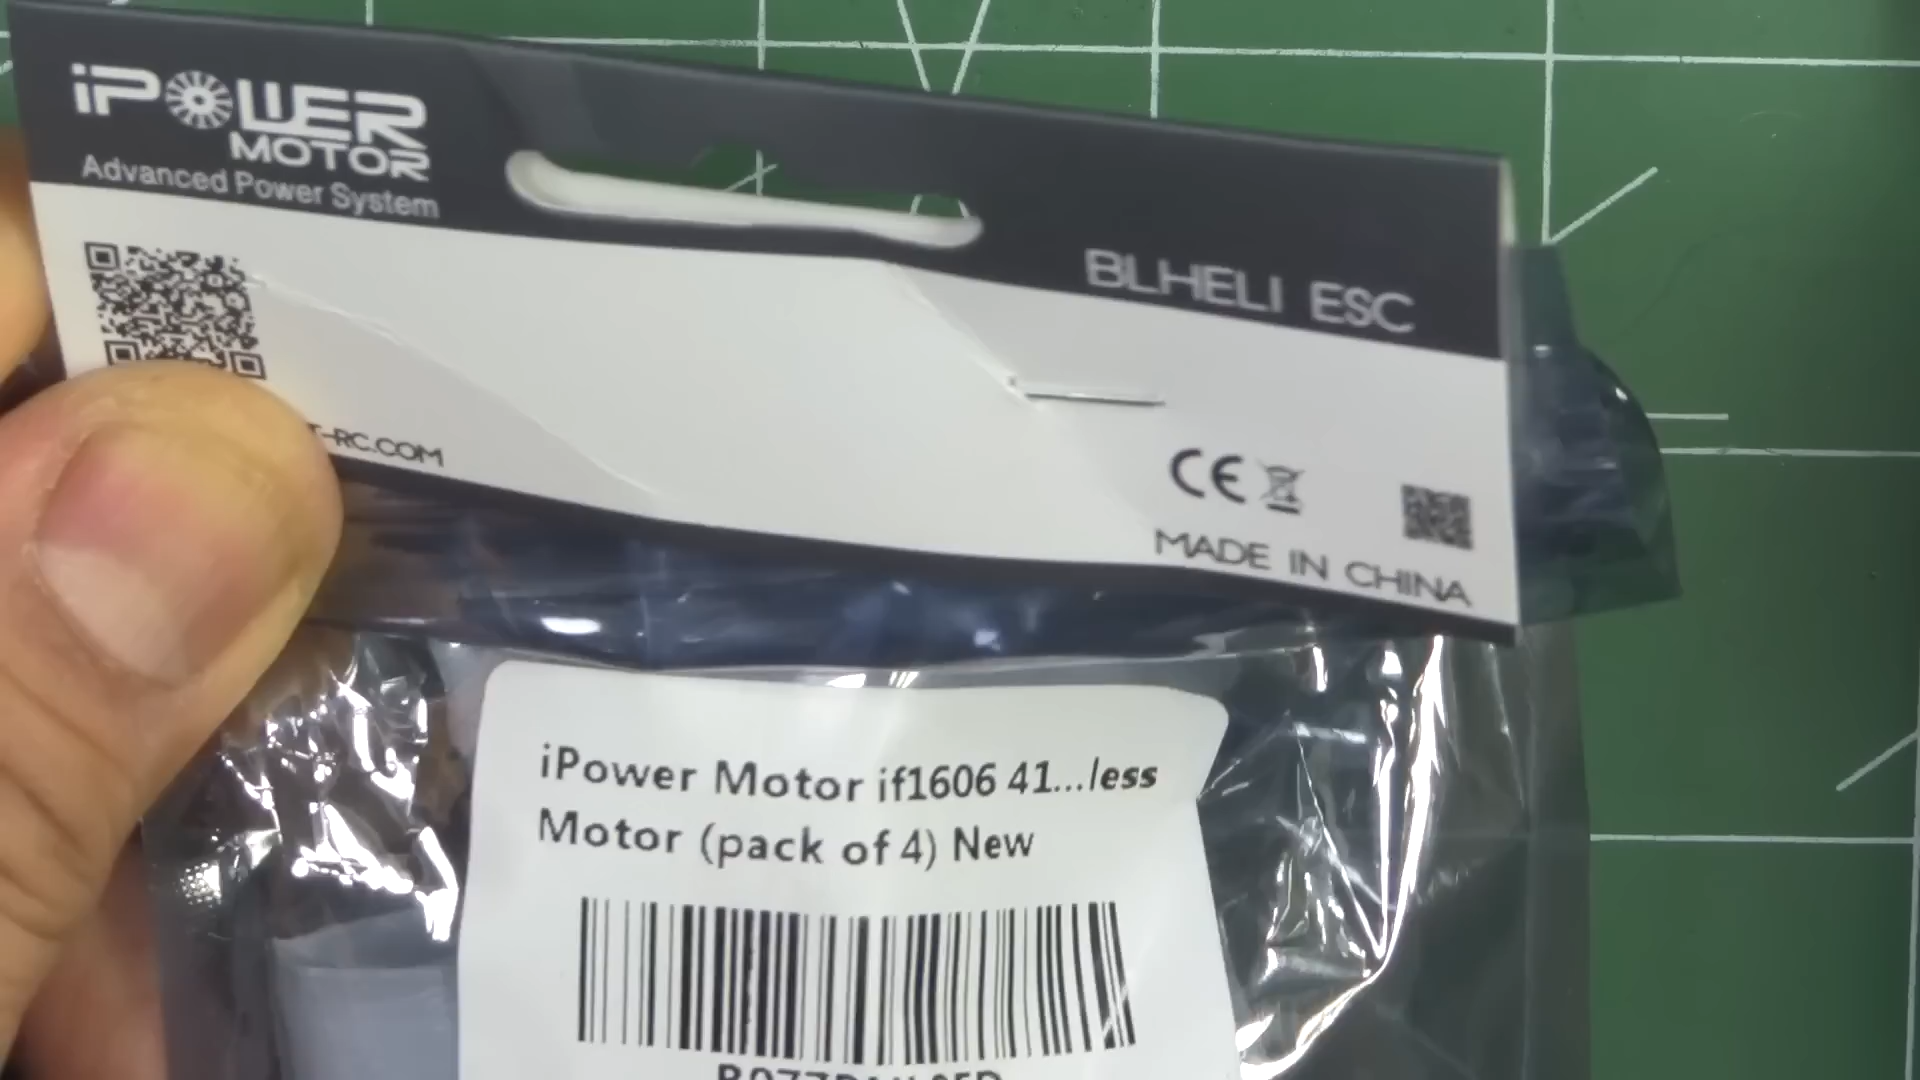 iPOWER
MOTOR
Advanced Power System
BLHELI ESC
T-RC.COM
CE
MADE IN CHINA
iPower Motor if1606 41...less
Motor (pack of 4) New